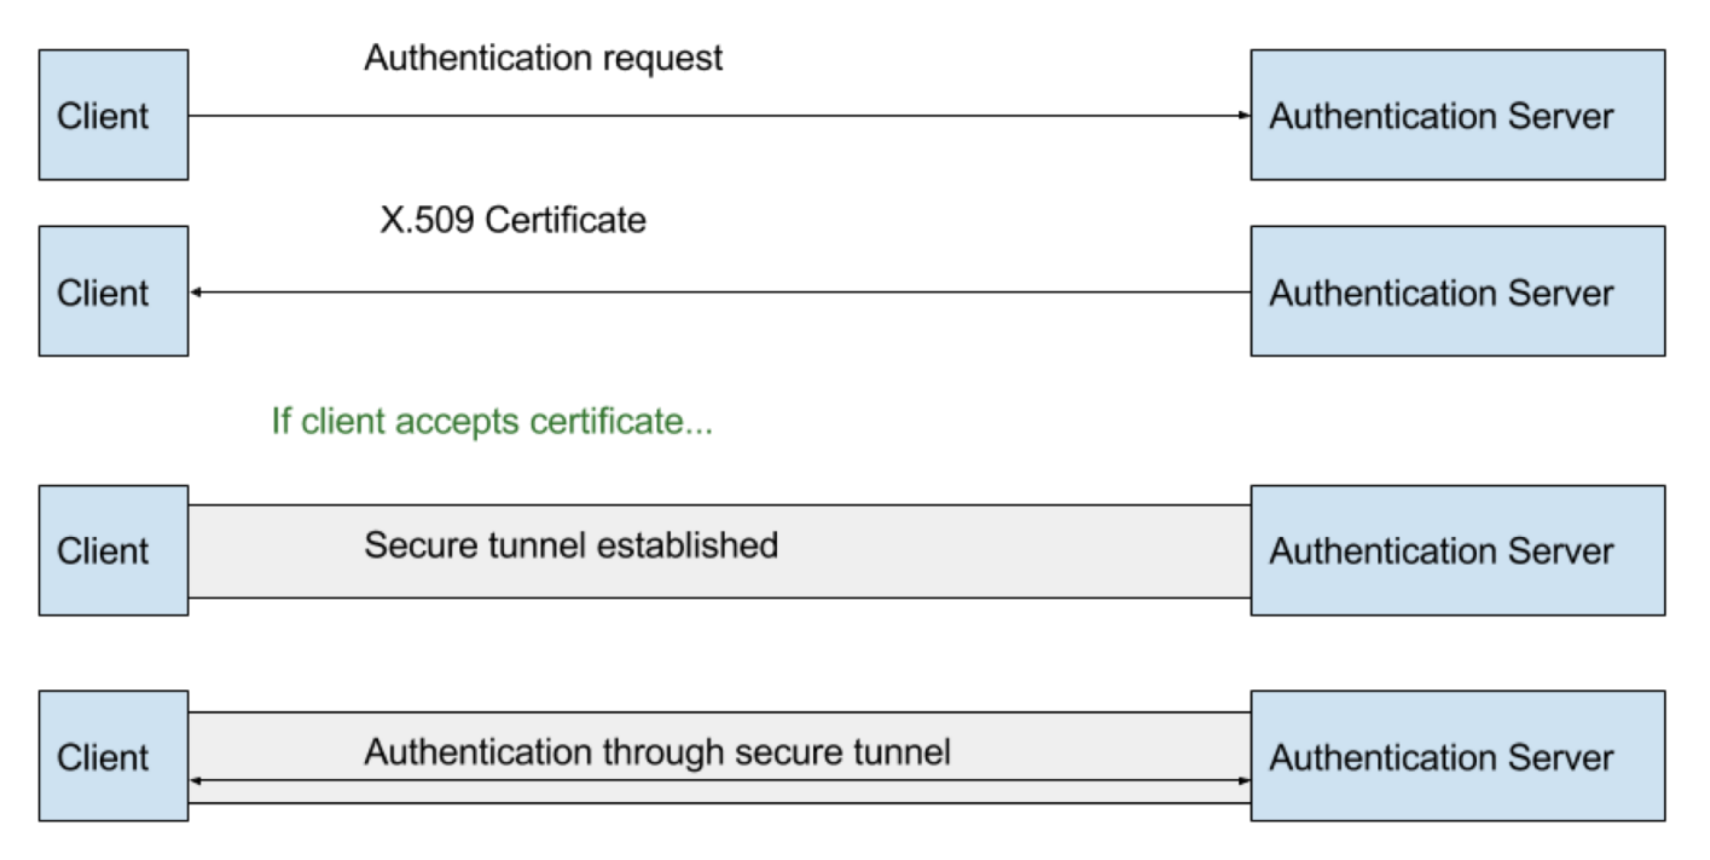 Authentication request
Client
Authentication Server
X.509 Certificate
Client
Authentication Server
If client accepts certificate...
Client
Secure tunnel established
Authentication Server
Client
Authentication through secure tunnel
Authentication Server